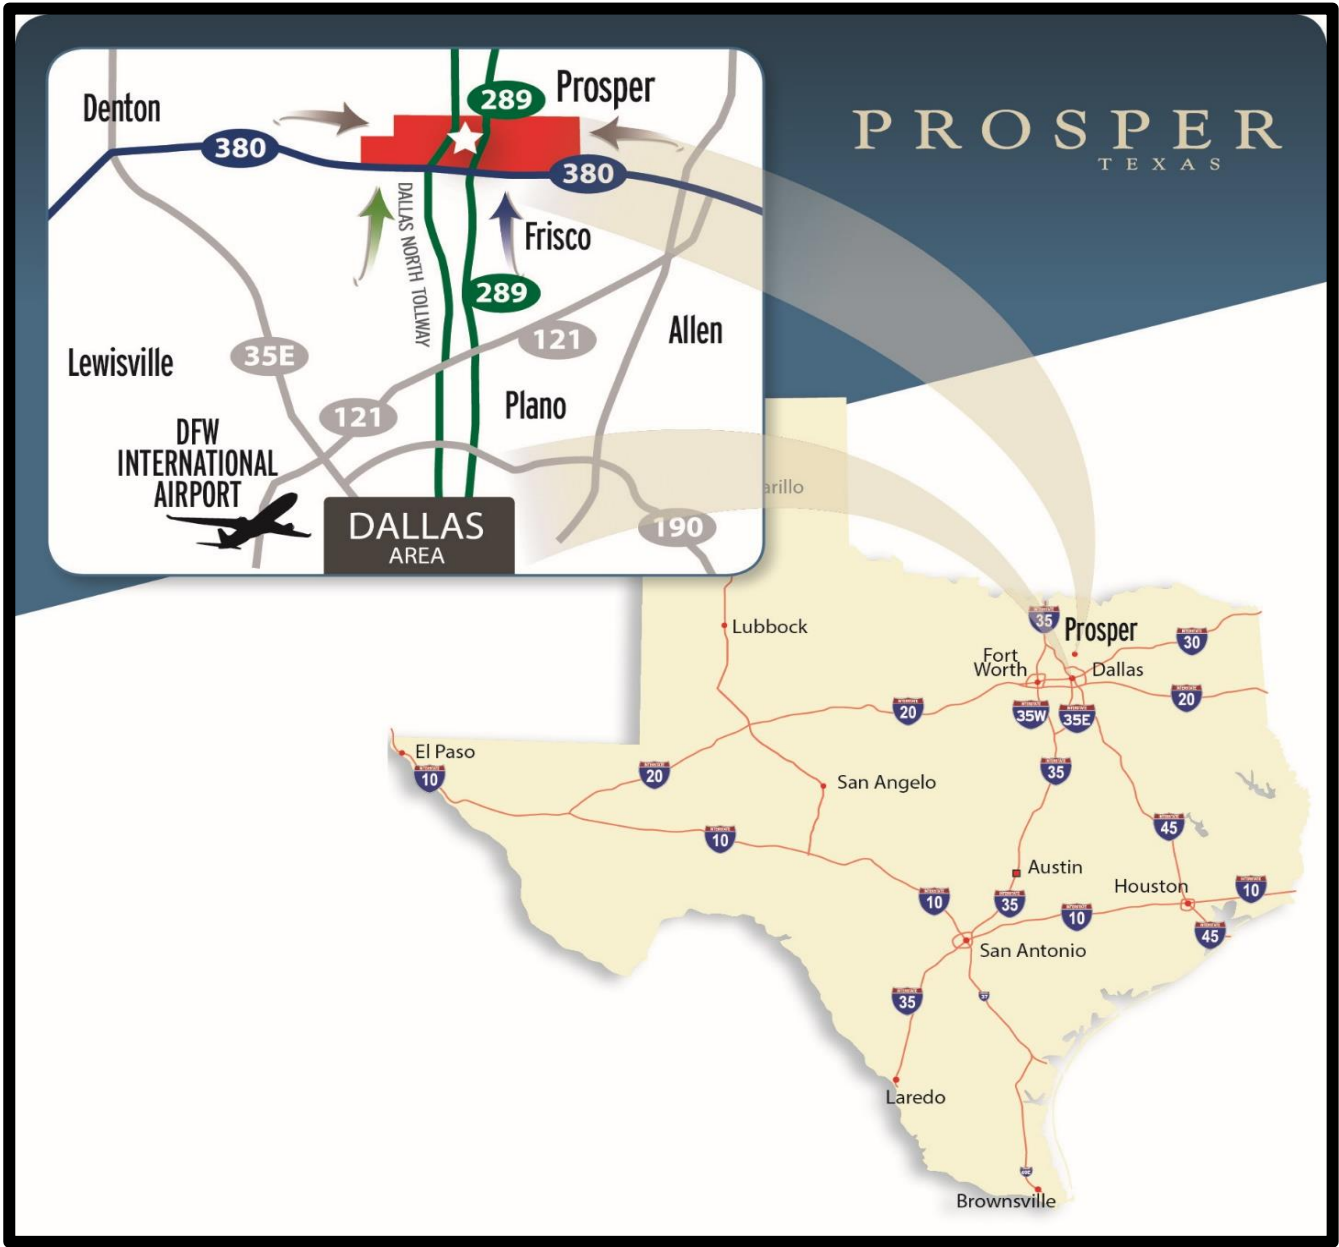 PROSPER
TEXAS
Denton
289
Prosper
380
380
DALLAS NORTH TOLLWAY
Frisco
289
121
Allen
Lewisville
35E
Plano
121
DFW
INTERNATIONAL
AIRPORT
DALLAS
AREA
190
arillo
Lubbock
35
Prosper
30
Fort
Worth
Dallas
20
20
35W
35E
El Paso
10
20
San Angelo
35
10
45
Austin
Houston
10
10
35
10
45
San Antonio
35
37
Laredo
Brownsville